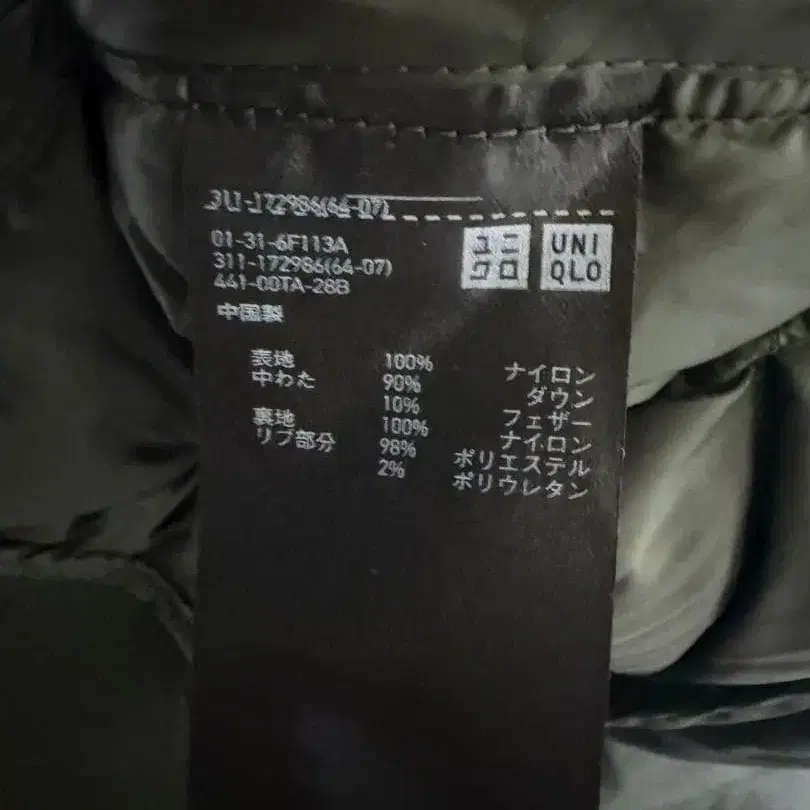 311-172986(64-07)
ユニ
クロ
UNI
QLO
01-31-6F113A
311-172986(64-07)
441-00TA-28B
中国製
表地 100% ナイロン
中わた 90% ダウン
10% フェザー
裏地 100% ナイロン
リブ部分 98% ポリエステル
2% ポリウレタン